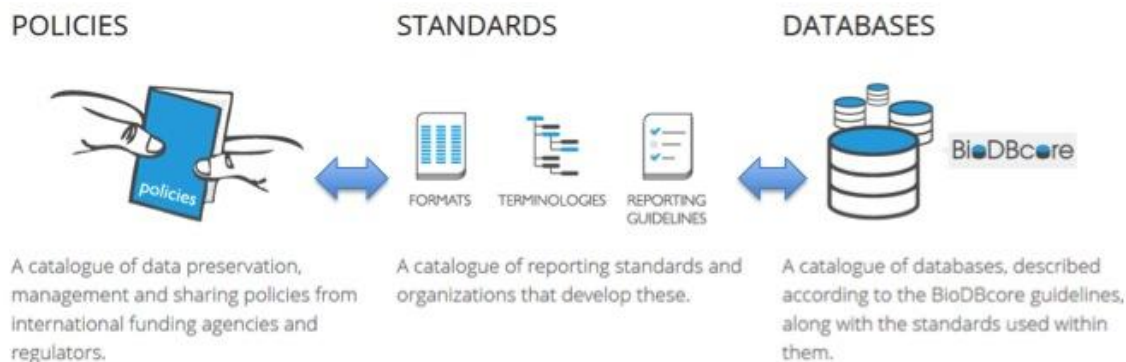 POLICIES
STANDARDS
DATABASES
policies
FORMATS
TERMINOLOGIES
REPORTING
GUIDELINES
BioDBcore
A catalogue of data preservation,
management and sharing policies from
international funding agencies and
regulators.
A catalogue of reporting standards and
organizations that develop these.
A catalogue of databases, described
according to the BioDBcore guidelines,
along with the standards used within
them.